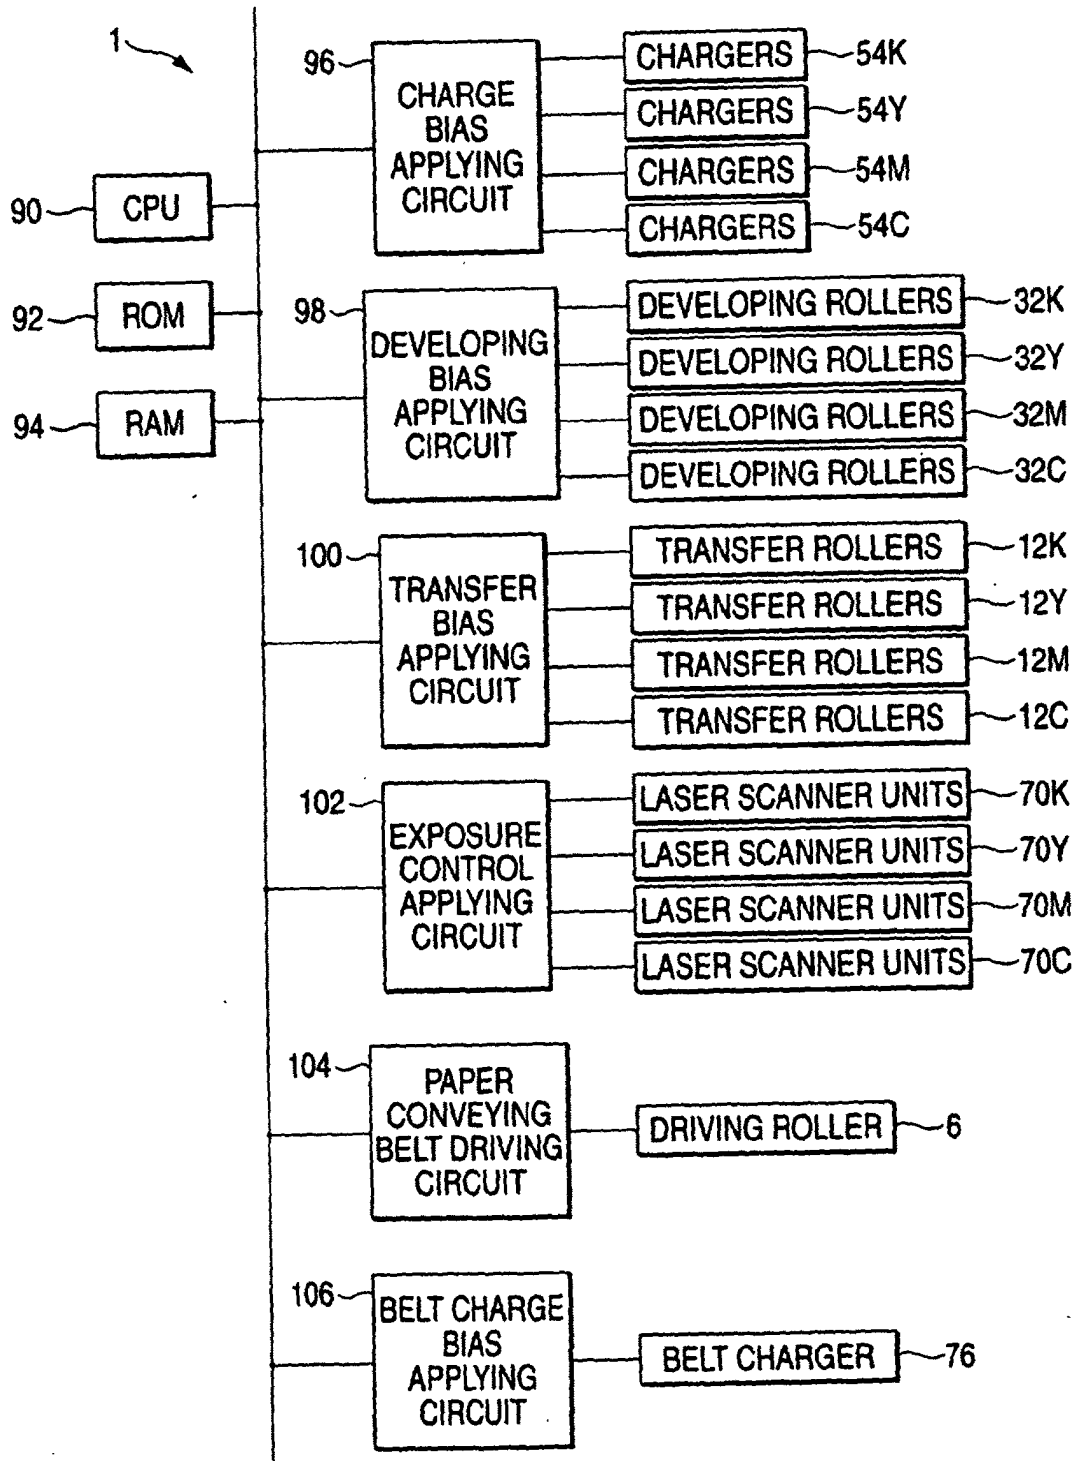 1
90 CPU
92 ROM
94 RAM
96
CHARGE
BIAS
APPLYING
CIRCUIT
CHARGERS 54K
CHARGERS 54Y
CHARGERS 54M
CHARGERS 54C
98
DEVELOPING
BIAS
APPLYING
CIRCUIT
DEVELOPING ROLLERS 32K
DEVELOPING ROLLERS 32Y
DEVELOPING ROLLERS 32M
DEVELOPING ROLLERS 32C
100
TRANSFER
BIAS
APPLYING
CIRCUIT
TRANSFER ROLLERS 12K
TRANSFER ROLLERS 12Y
TRANSFER ROLLERS 12M
TRANSFER ROLLERS 12C
102
EXPOSURE
CONTROL
APPLYING
CIRCUIT
LASER SCANNER UNITS 70K
LASER SCANNER UNITS 70Y
LASER SCANNER UNITS 70M
LASER SCANNER UNITS 70C
104
PAPER
CONVEYING
BELT DRIVING
CIRCUIT
DRIVING ROLLER 6
106
BELT CHARGE
BIAS
APPLYING
CIRCUIT
BELT CHARGER 76